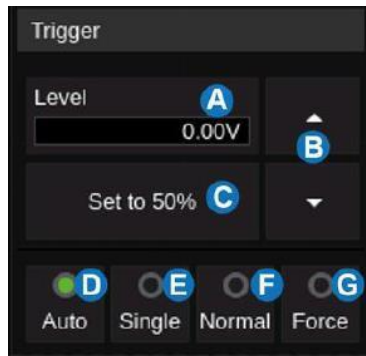 Trigger
Level A
0.00V
B
Set to 50% C
D E F G
Auto Single Normal Force